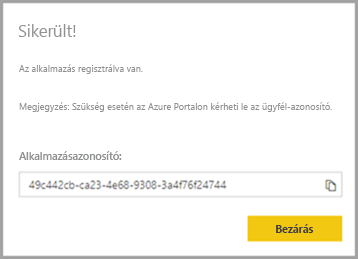 Sikerült!
Az alkalmazás regisztrálva van.
Megjegyzés: Szükség esetén az Azure Portalon kérheti le az ügyfél-azonosítót.
Alkalmazásazonosító:
49c442cb-ca23-4e68-9308-3a4f76f24744
Bezárás